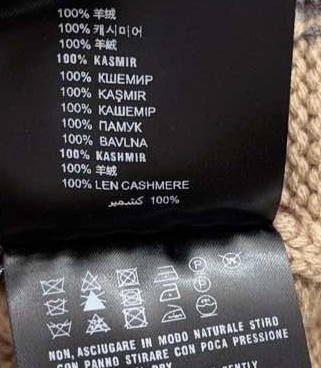 100% 羊絨
100% 캐시미어
100% 羊絨
100% KASMIR
100% КШЕМИР
100% KAŞMIR
100% КАШЕМІР
100% ПАМУК
100% BAVLNA
100% KASHMIR
100% 羊絨
100% LEN CASHMERE
100% كشمير
NON, ASCIUGARE IN MODO NATURALE STIRO
CON PANNO STIRARE CON POCA PRESSIONE